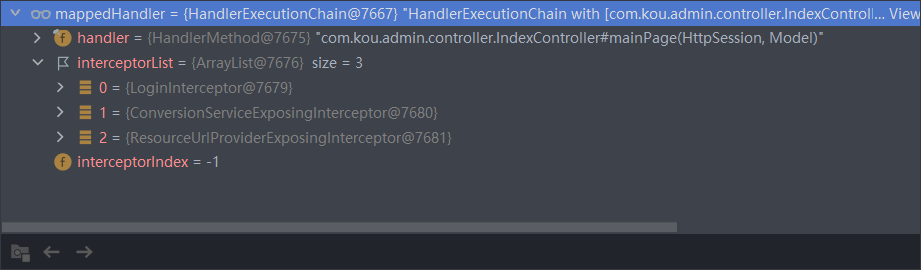 mappedHandler = {HandlerExecutionChain@7667} "HandlerExecutionChain with [com.kou.admin.controller.IndexControll... View
handler = {HandlerMethod@7675} "com.kou.admin.controller.IndexController#mainPage(HttpSession, Model)"
interceptorList = {ArrayList@7676} size = 3
0 = {LoginInterceptor@7679}
1 = {ConversionServiceExposingInterceptor@7680}
2 = {ResourceUrlProviderExposingInterceptor@7681}
interceptorIndex = -1